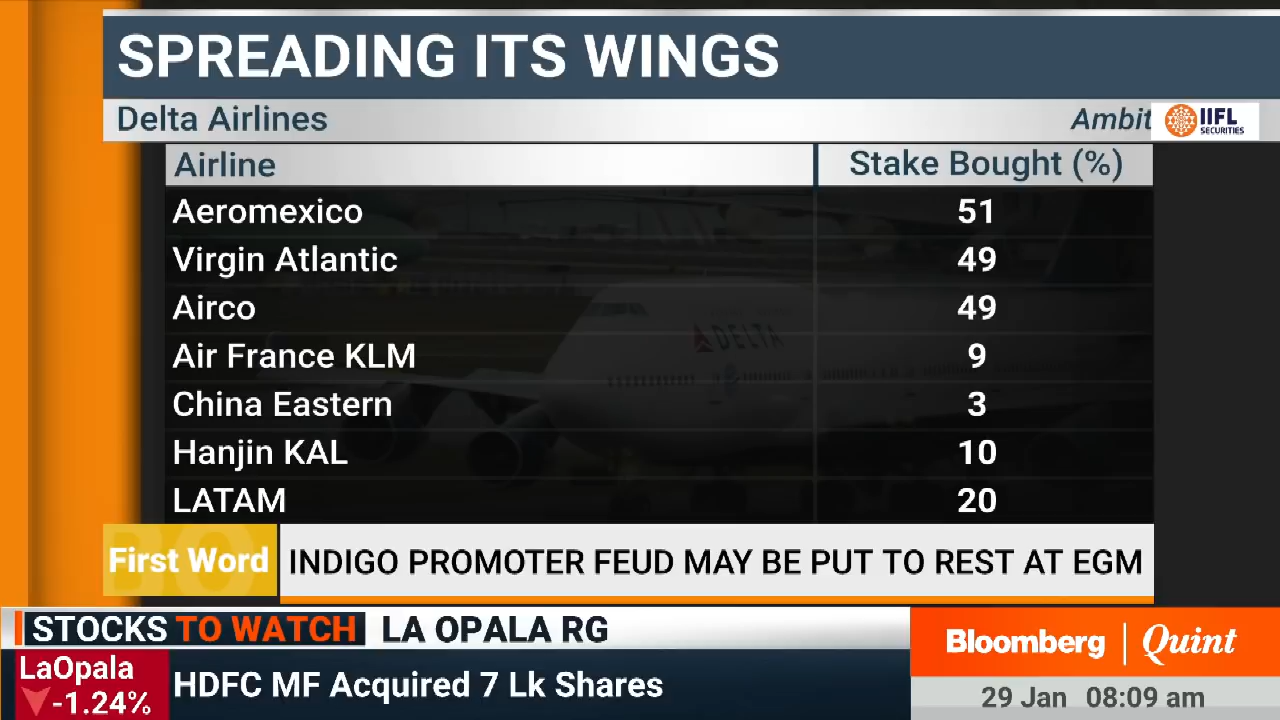 SPREADING ITS WINGS
Delta Airlines
Ambit
IIFL
SECURITIES
Airline Stake Bought (%)
Aeromexico 51
Virgin Atlantic 49
Airco 49
Air France KLM 9
China Eastern 3
Hanjin KAL 10
LATAM 20
DELTA
First Word INDIGO PROMOTER FEUD MAY BE PUT TO REST AT EGM
STOCKS TO WATCH LA OPALA RG
LaOpala
-1.24%
HDFC MF Acquired 7 Lk Shares
Bloomberg | Quint
29 Jan 08:09 am